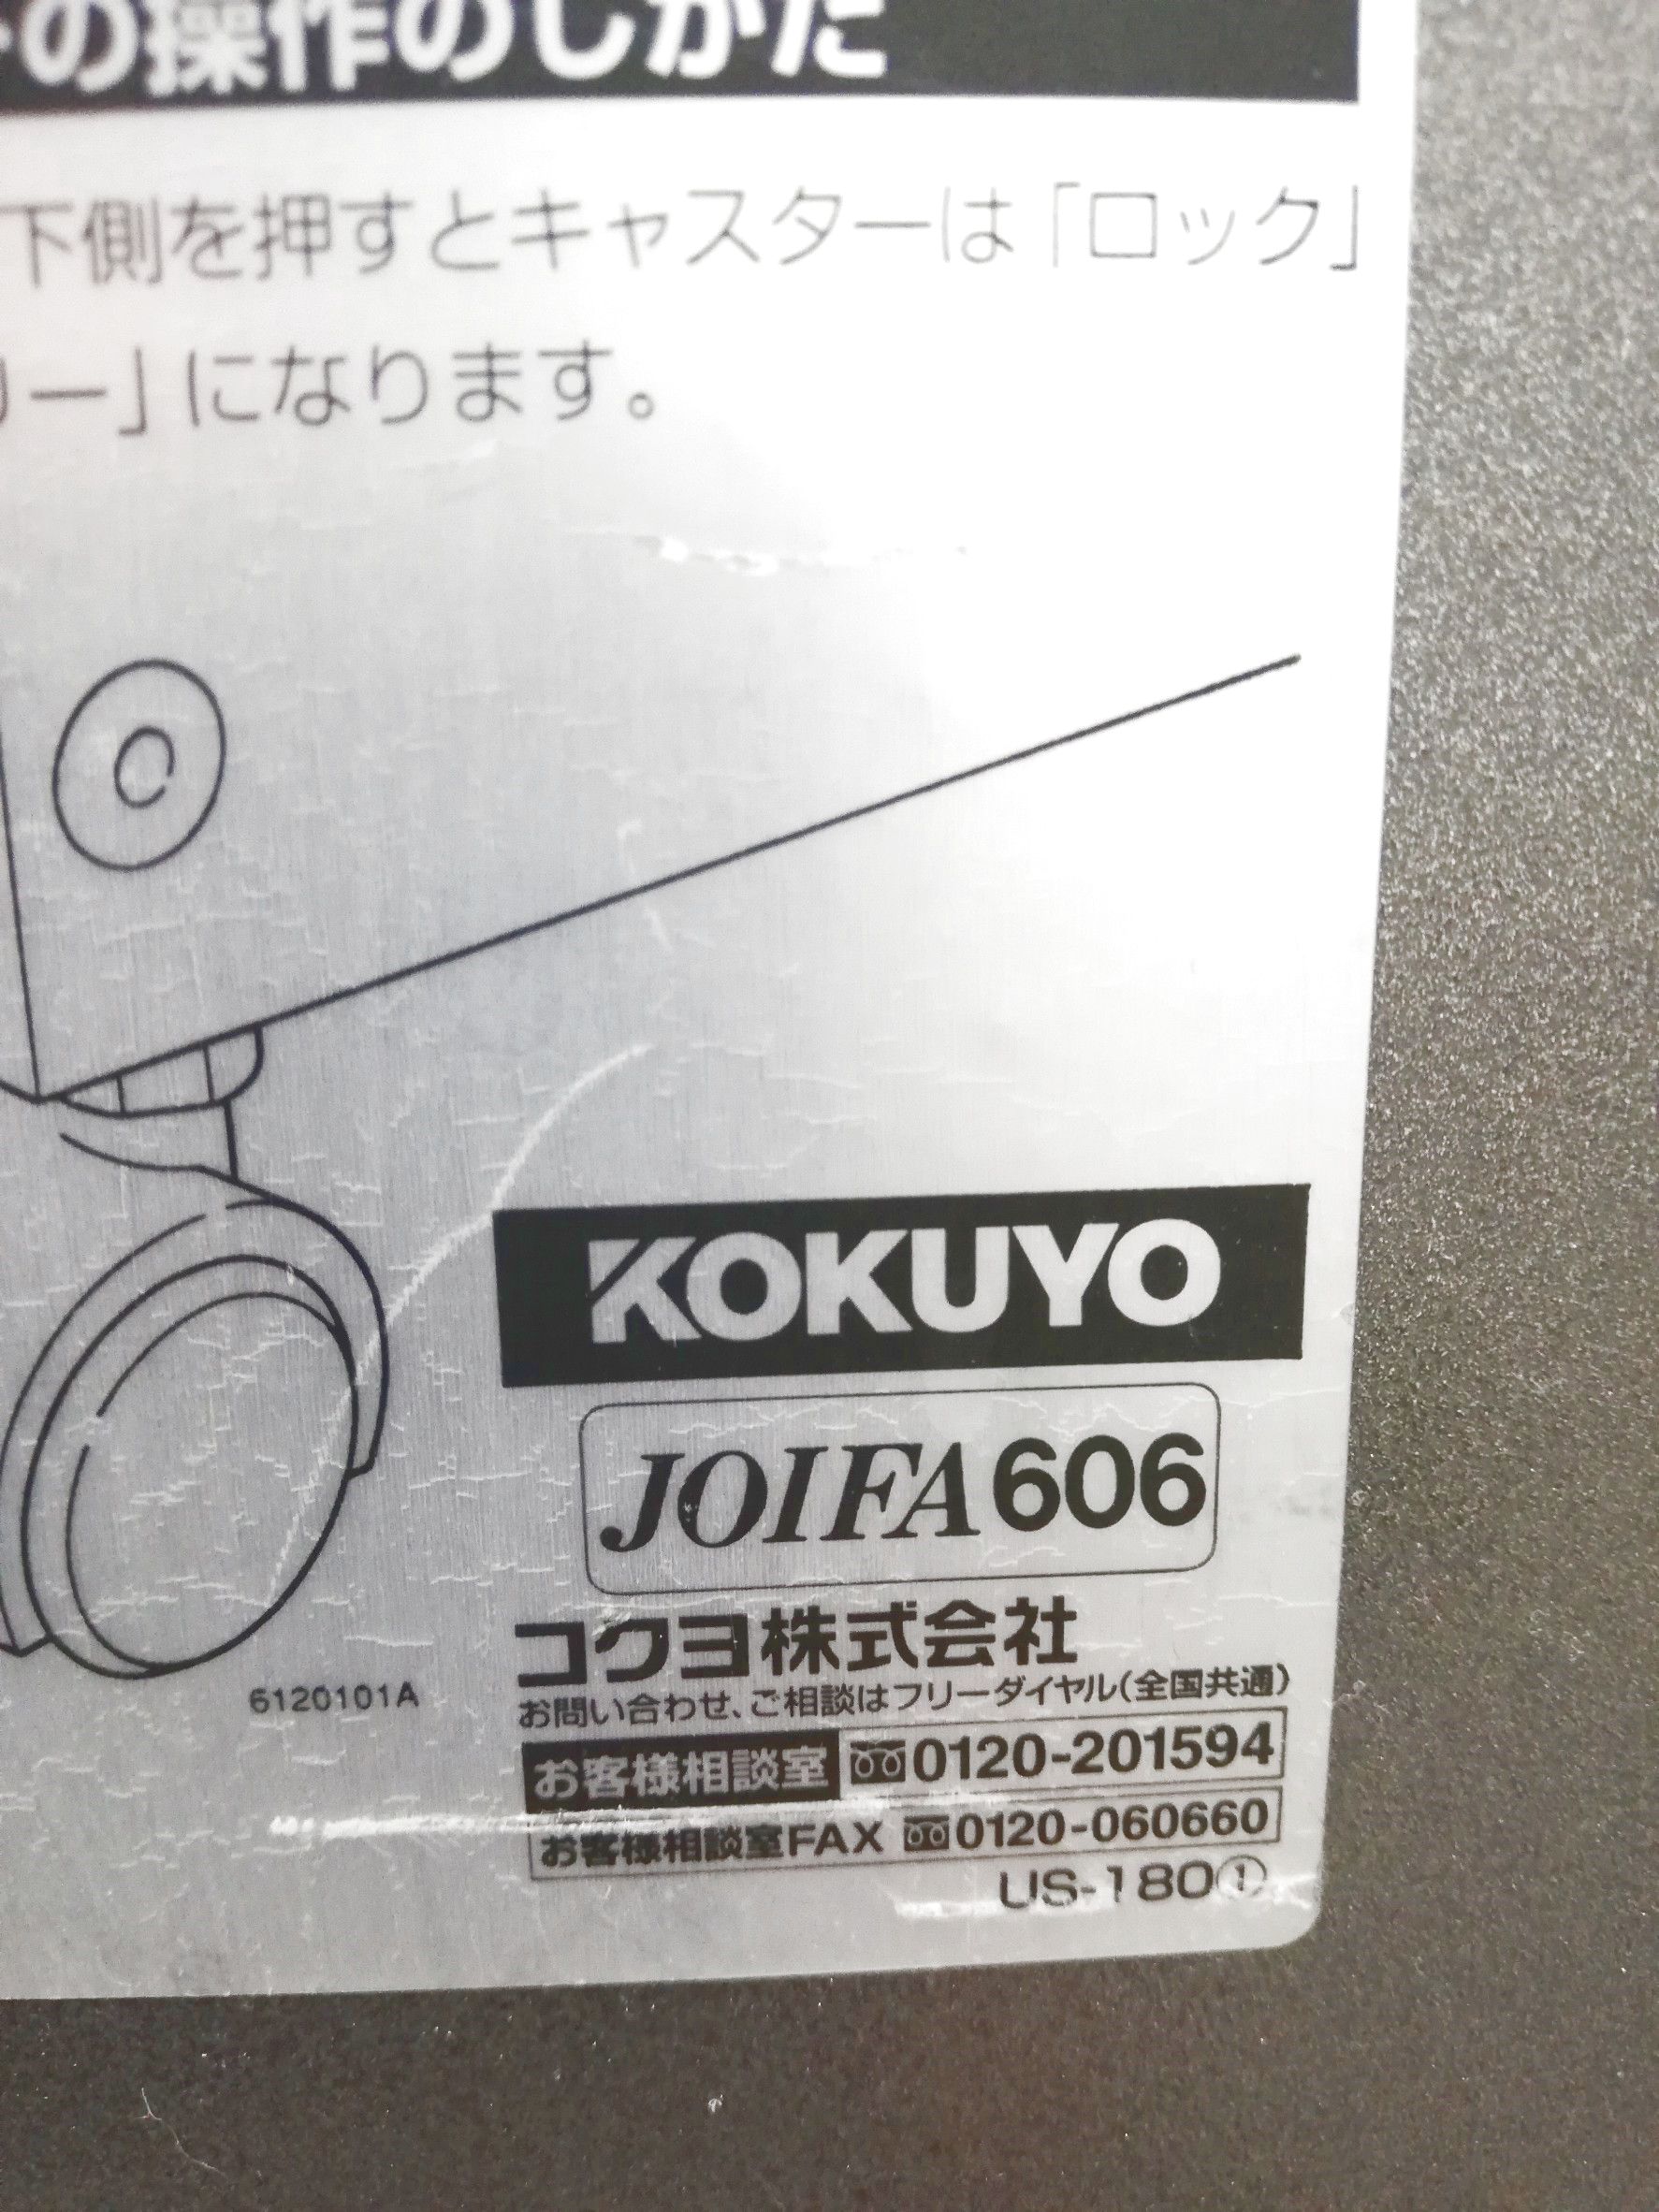 の操作のしかた
下側を押すとキャスターは「ロック」
リー」になります。
KOKUYO
JOIFA606
コクヨ株式会社
6120101A
お問い合わせ、ご相談はフリーダイヤル(全国共通)
お客様相談室 0120-201594
お客様相談室FAX 0120-060660
US-180①